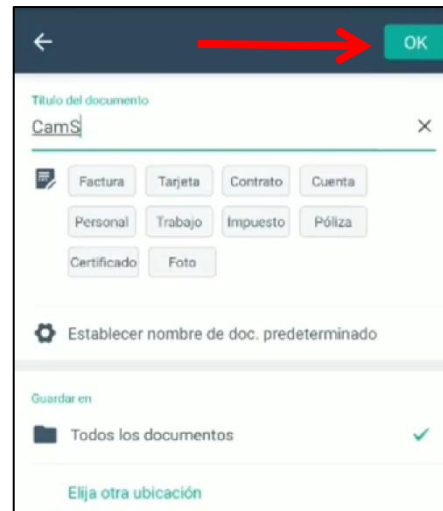 OK
Título del documento
CamS
Factura Tarjeta Contrato Cuenta
Personal Trabajo Impuesto Póliza
Certificado Foto
Establecer nombre de doc. predeterminado
Guardar en
Todos los documentos
Elija otra ubicación